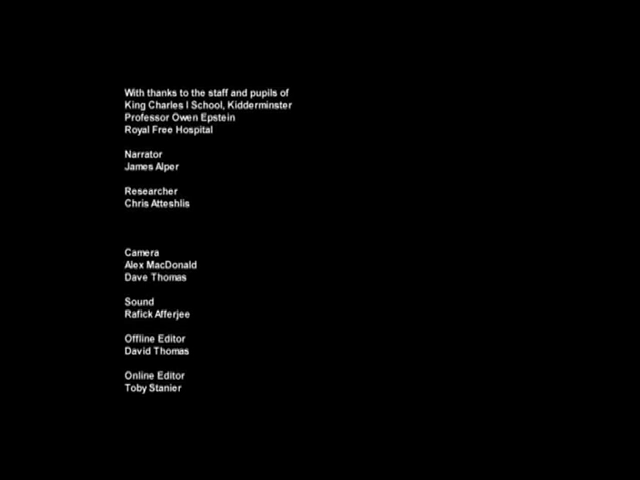 With thanks to the staff and pupils of
King Charles I School, Kidderminster
Professor Owen Epstein
Royal Free Hospital
Narrator
James Alper
Researcher
Chris Atteshlis
Camera
Alex MacDonald
Dave Thomas
Sound
Rafick Afferjee
Offline Editor
David Thomas
Online Editor
Toby Stanier